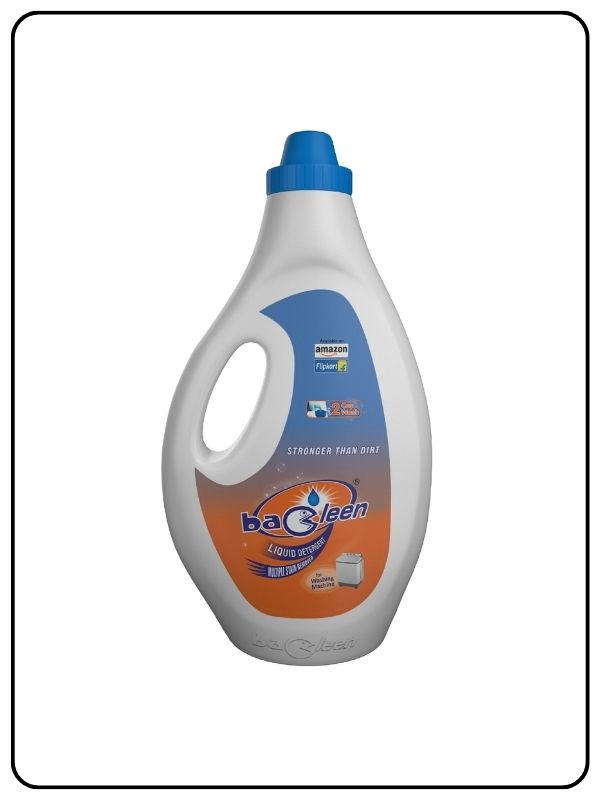 Available on
amazon
Flipkart
2 Cap
Wash
STRONGER THAN DIRT
®
bacleen
LIQUID DETERGENT
MULTIPLE STAIN REMOVER
for
Washing
Machine
bacleen